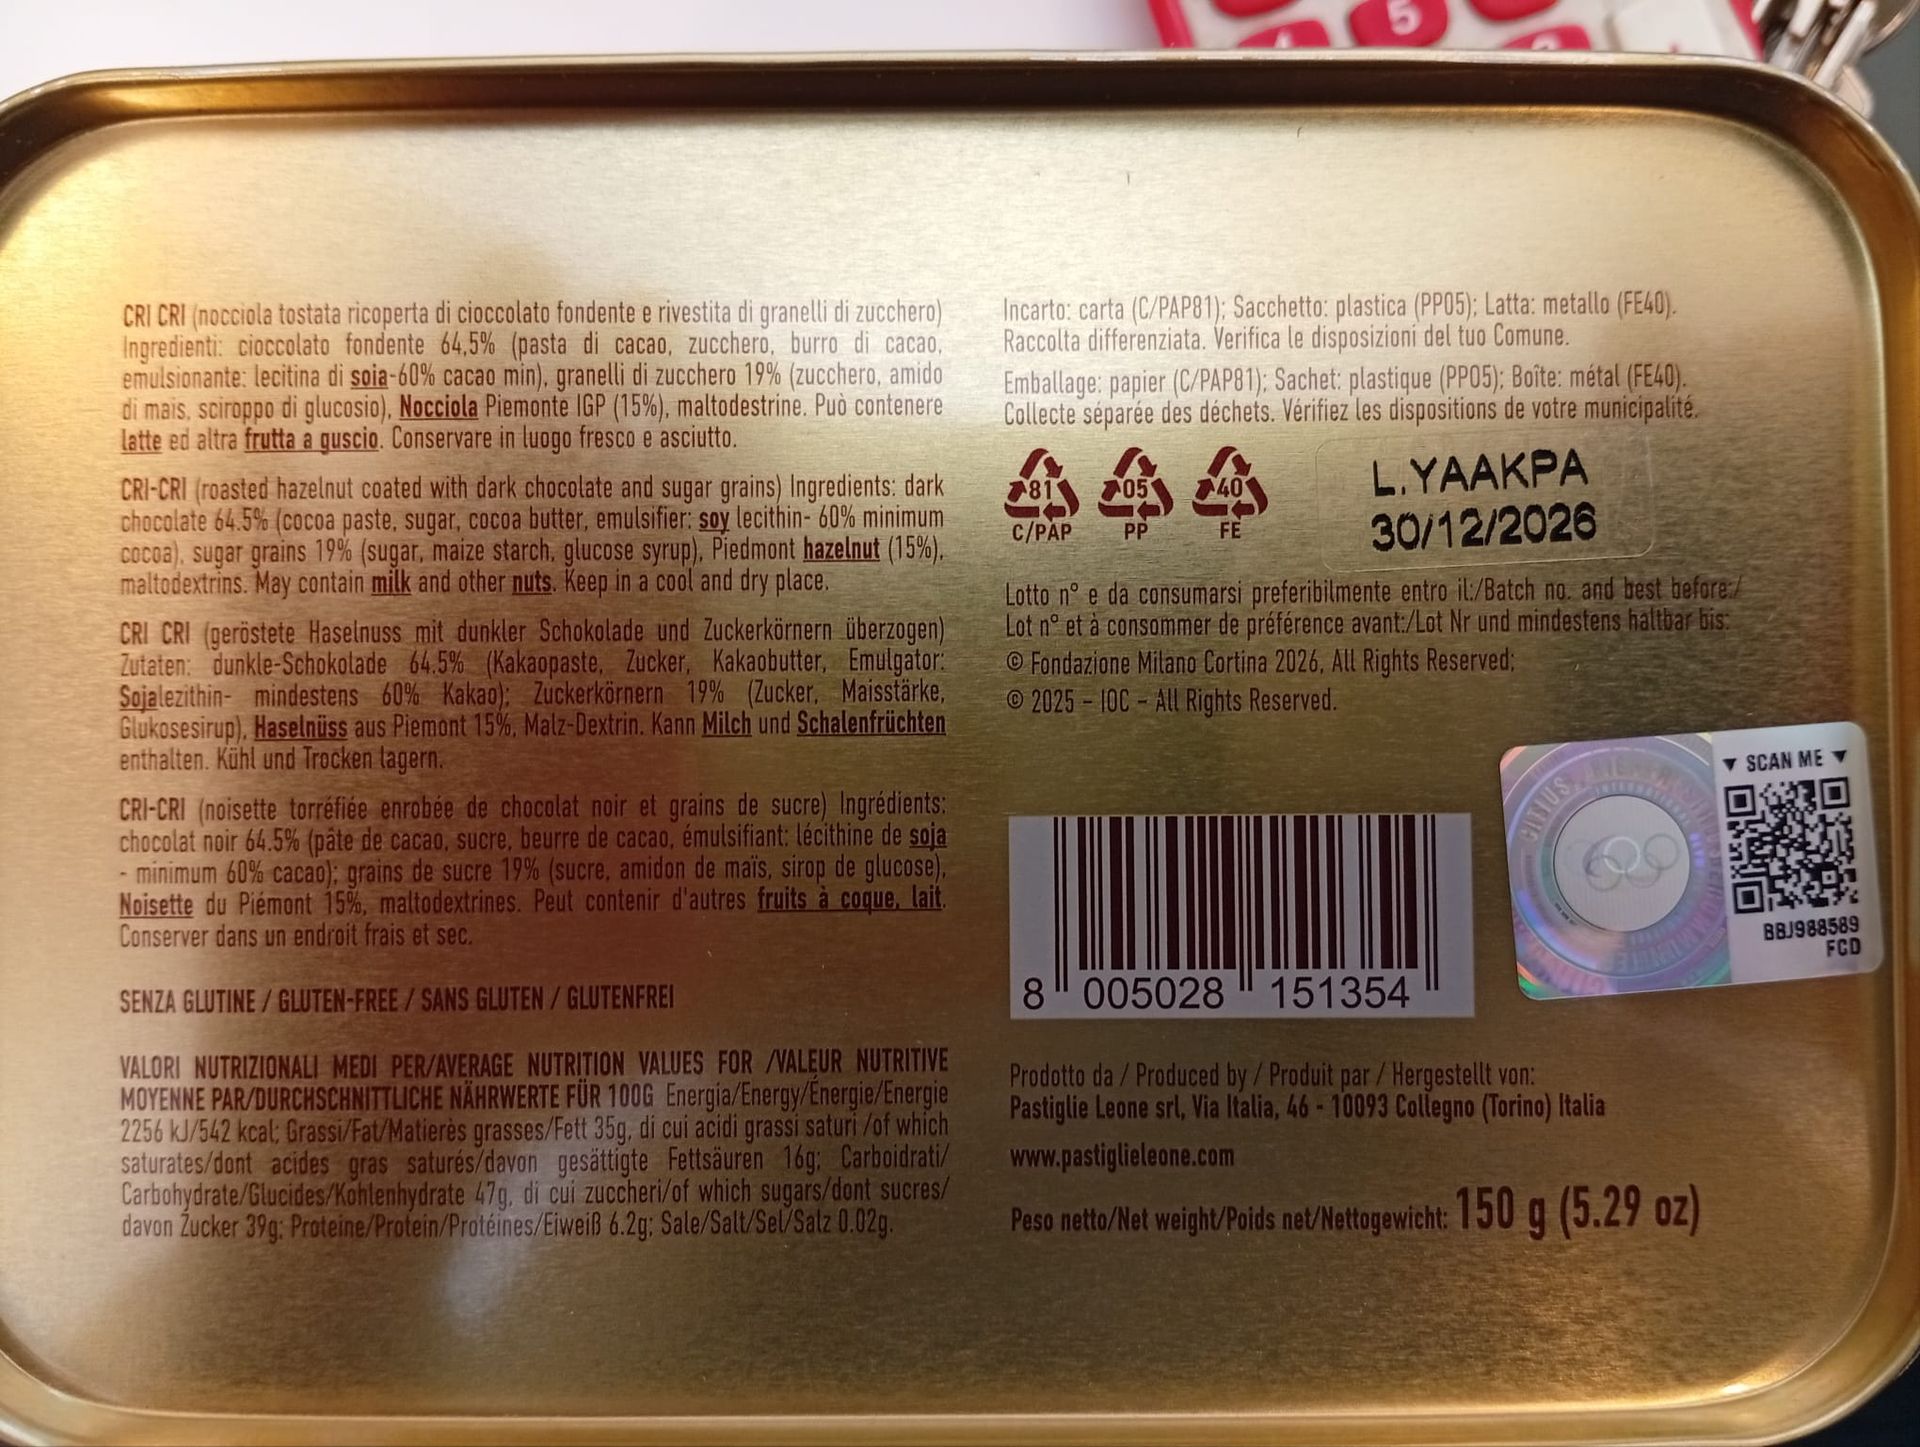 5
CRI CRI (nocciola tostata ricoperta di cioccolato fondente e rivestita di granelli di zucchero)
Ingredienti: cioccolato fondente 64,5% (pasta di cacao, zucchero, burro di cacao,
emulsionante: lecitina di soia-60% cacao min), granelli di zucchero 19% (zucchero, amido
di mais, sciroppo di glucosio), Nocciola Piemonte IGP (15%), maltodestrine. Può contenere
latte ed altra frutta a guscio. Conservare in luogo fresco e asciutto.
CRI-CRI (roasted hazelnut coated with dark chocolate and sugar grains) Ingredients: dark
chocolate 64.5% (cocoa paste, sugar, cocoa butter, emulsifier: soy lecithin- 60% minimum
cocoa), sugar grains 19% (sugar, maize starch, glucose syrup), Piedmont hazelnut (15%),
maltodextrins. May contain milk and other nuts. Keep in a cool and dry place.
CRI CRI (geröstete Haselnuss mit dunkler Schokolade und Zuckerkörnern überzogen)
Zutaten: dunkle-Schokolade 64.5% (Kakaopaste, Zucker, Kakaobutter, Emulgator:
Sojalezithin- mindestens 60% Kakao); Zuckerkörnern 19% (Zucker, Maisstärke,
Glukosesirup), Haselnüss aus Piemont 15%, Malz-Dextrin. Kann Milch und Schalenfrüchten
enthalten. Kühl und Trocken lagern.
CRI-CRI (noisette torréfiée enrobée de chocolat noir et grains de sucre) Ingrédients:
chocolat noir 64.5% (pâte de cacao, sucre, beurre de cacao, émulsifiant: lécithine de soja
- minimum 60% cacao); grains de sucre 19% (sucre, amidon de maïs, sirop de glucose),
Noisette du Piémont 15%, maltodextrines. Peut contenir d'autres fruits à coque, lait.
Conserver dans un endroit frais et sec.
SENZA GLUTINE / GLUTEN-FREE / SANS GLUTEN / GLUTENFREI
VALORI NUTRIZIONALI MEDI PER/AVERAGE NUTRITION VALUES FOR /VALEUR NUTRITIVE
MOYENNE PAR/DURCHSCHNITTLICHE NÄHRWERTE FÜR 100G Energia/Energy/Énergie/Energie
2256 kJ/542 kcal; Grassi/Fat/Matierès grasses/Fett 35g, di cui acidi grassi saturi /of which
saturates/dont acides gras saturés/davon gesättigte Fettsäuren 16g; Carboidrati/
Carbohydrate/Glucides/Kohlenhydrate 47g, di cui zuccheri/of which sugars/dont sucres/
davon Zucker 39g; Proteine/Protein/Protéines/Eiweiß 6.2g; Sale/Salt/Sel/Salz 0.02g.
Incarto: carta (C/PAP81); Sacchetto: plastica (PP05); Latta: metallo (FE40).
Raccolta differenziata. Verifica le disposizioni del tuo Comune.
Emballage: papier (C/PAP81); Sachet: plastique (PP05); Boîte: métal (FE40).
Collecte séparée des déchets. Vérifiez les dispositions de votre municipalité.
81 05 40
C/PAP PP FE
L.YAAKPA
30/12/2026
Lotto n° e da consumarsi preferibilmente entro il:/Batch no. and best before:/
Lot n° et à consommer de préférence avant:/Lot Nr und mindestens haltbar bis:
© Fondazione Milano Cortina 2026, All Rights Reserved;
© 2025 – IOC – All Rights Reserved.
▼ SCAN ME ▼
BBJ988589
FCD
8 005028 151354
Prodotto da / Produced by / Produit par / Hergestellt von:
Pastiglie Leone srl, Via Italia, 46 - 10093 Collegno (Torino) Italia
www.pastiglieleone.com
Peso netto/Net weight/Poids net/Nettogewicht: 150 g (5.29 oz)